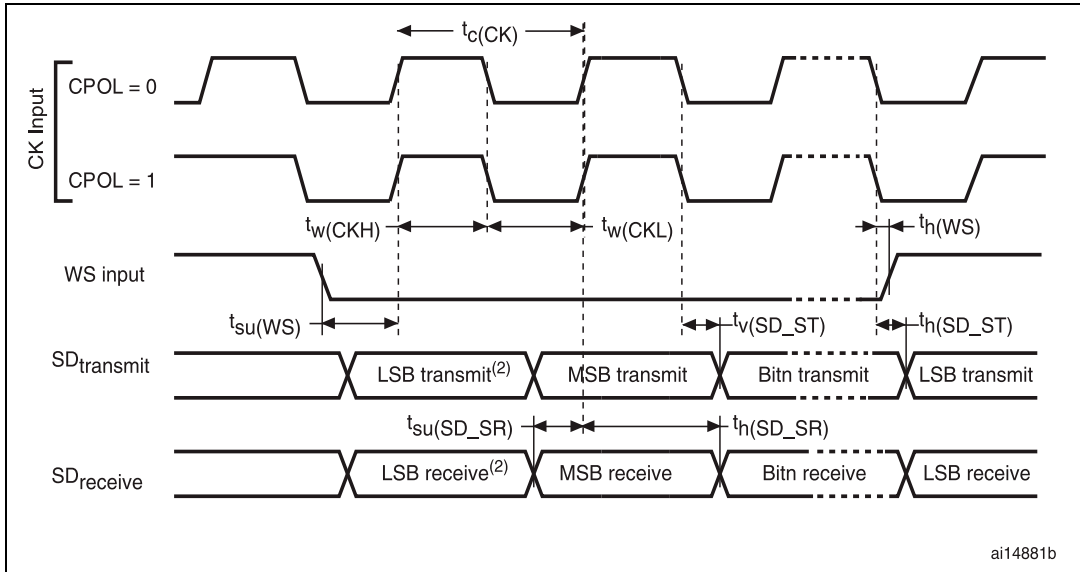 tc(CK)
CK Input
CPOL = 0
CPOL = 1
tw(CKH)
tw(CKL)
th(WS)
WS input
tsu(WS)
tv(SD_ST)
th(SD_ST)
SDtransmit
LSB transmit(2)
MSB transmit
Bitn transmit
LSB transmit
tsu(SD_SR)
th(SD_SR)
SDreceive
LSB receive(2)
MSB receive
Bitn receive
LSB receive
ai14881b